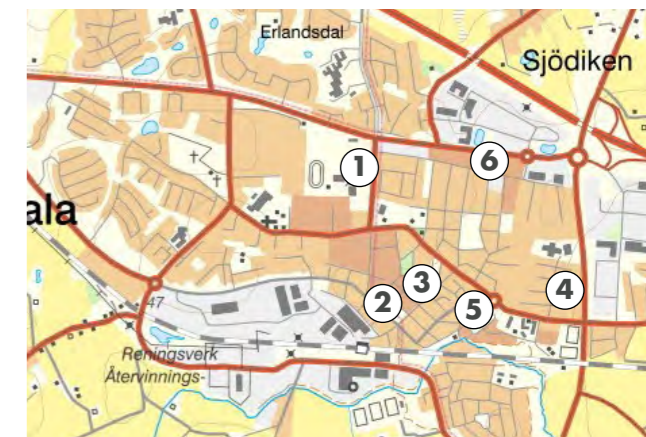 Erlandsdal
Sjödiken
1
6
ala
3
4
2
5
47
Reningsverk
Återvinnings-